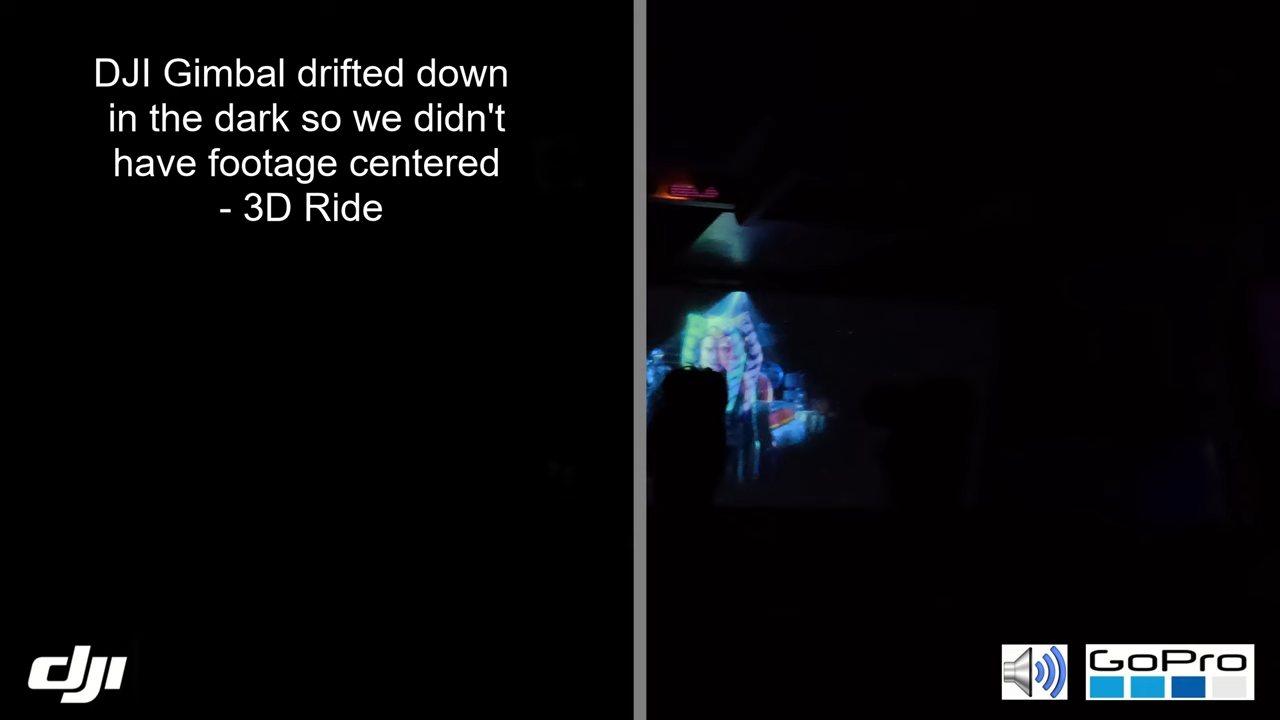 DJI Gimbal drifted down
in the dark so we didn't
have footage centered
- 3D Ride
dji
GoPro